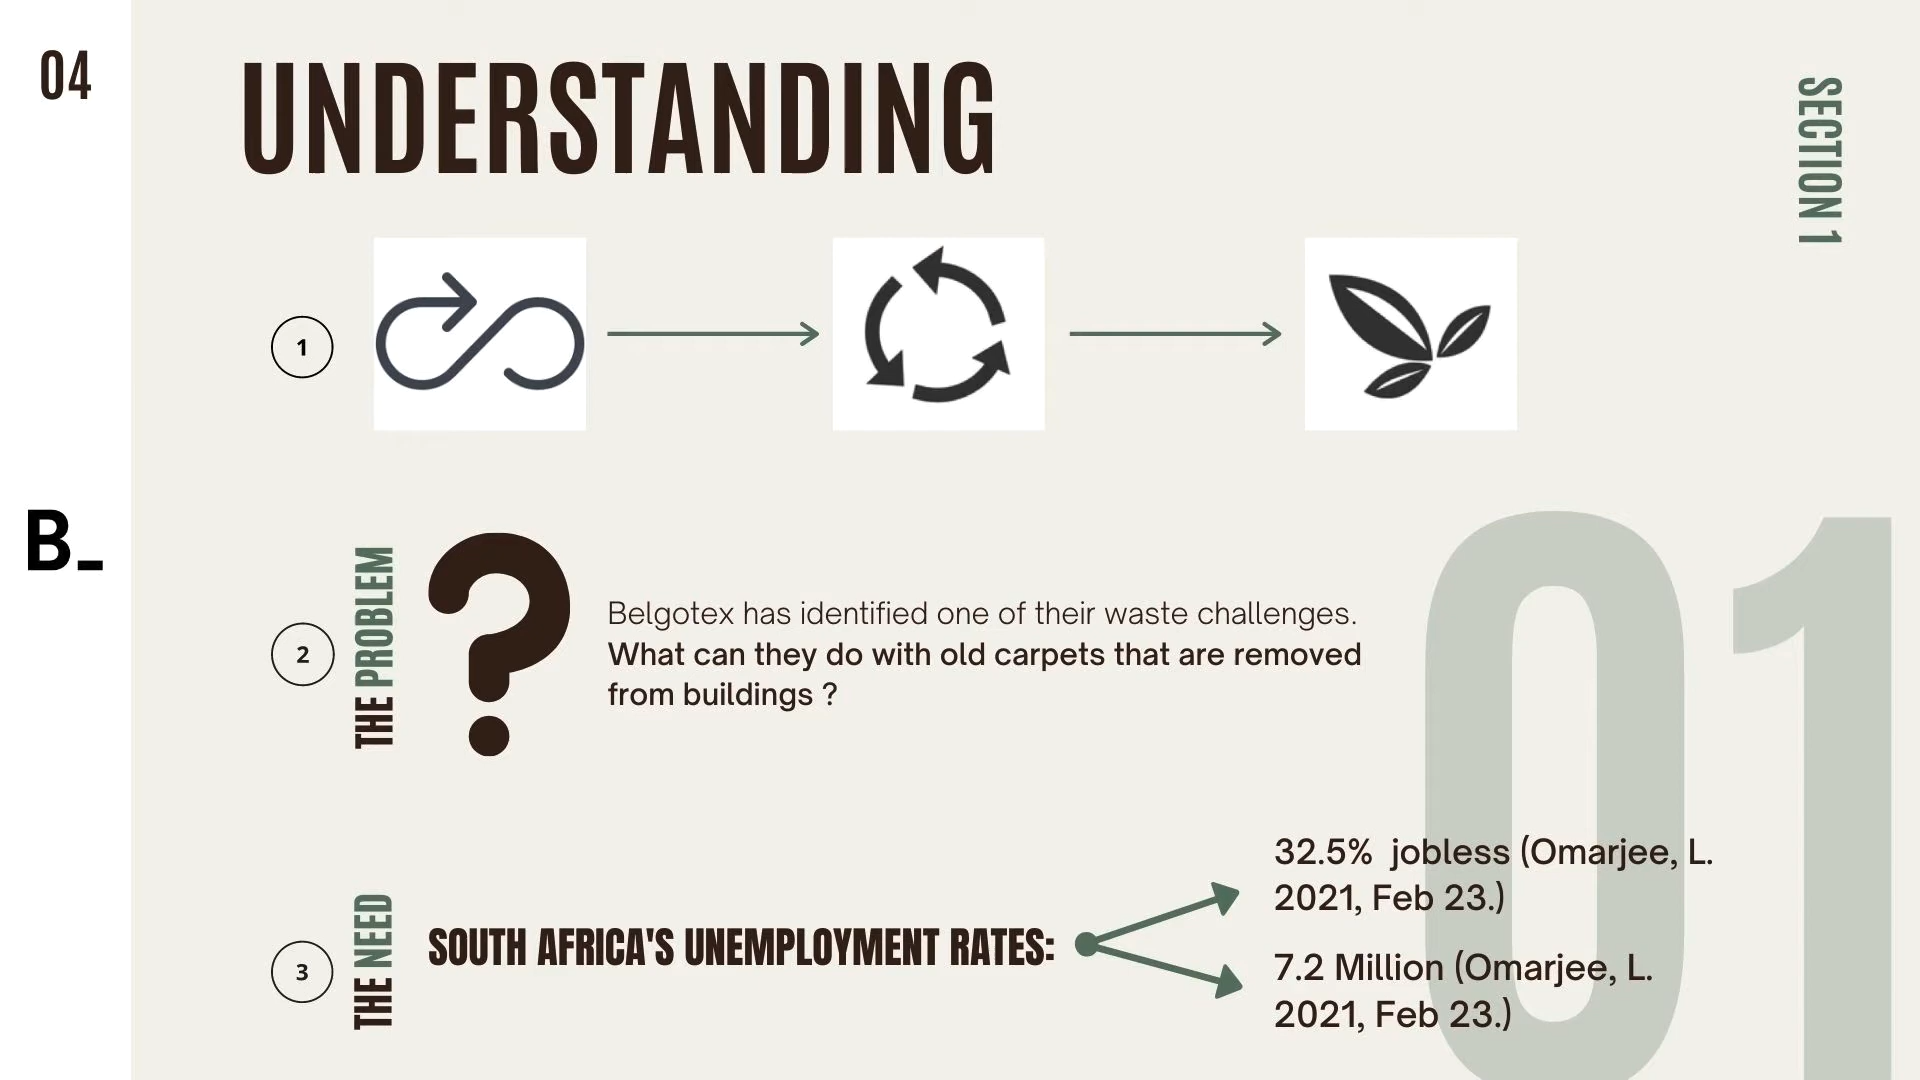 04
UNDERSTANDING
SECTION 1
1
B_
2
THE PROBLEM
Belgotex has identified one of their waste challenges.
What can they do with old carpets that are removed
from buildings ?
01
3
THE NEED
SOUTH AFRICA'S UNEMPLOYMENT RATES:
32.5%  jobless (Omarjee, L.
2021, Feb 23.)
7.2 Million (Omarjee, L.
2021, Feb 23.)